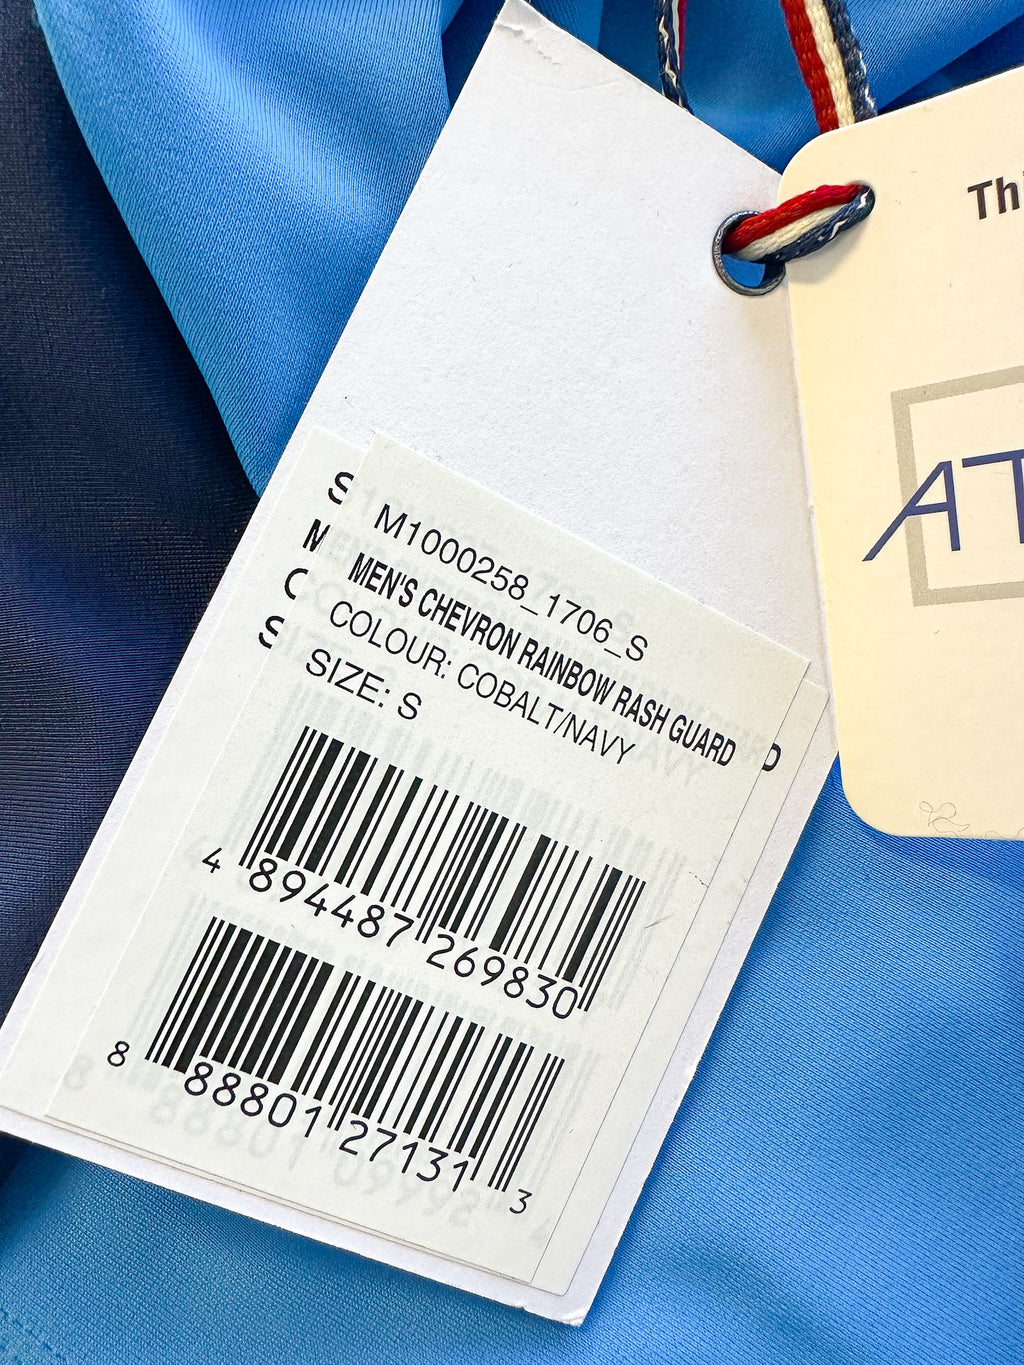 Thi
AT
M1000258_1706_S
MEN'S CHEVRON RAINBOW RASH GUARD
COLOUR: COBALT/NAVY
SIZE: S
4 894487 269830
8 88801 27131 3